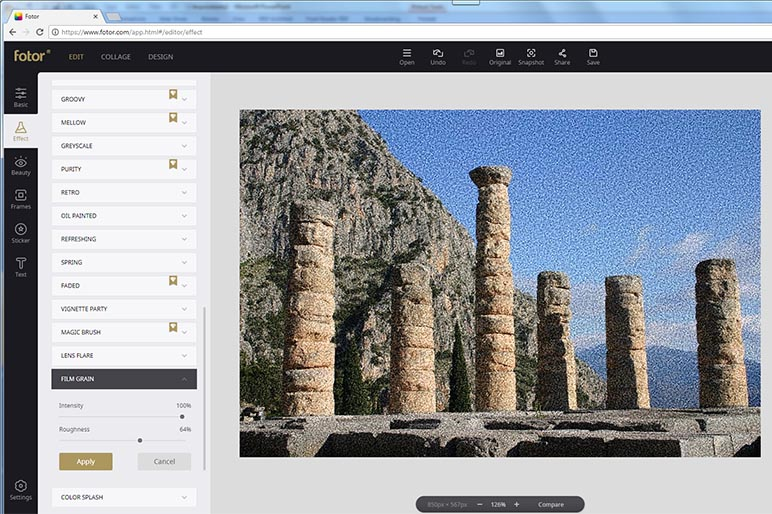 Fotor
https://www.fotor.com/app.html#/editor/effect
fotor
EDIT
COLLAGE
DESIGN
Open
Undo
Redo
Original
Snapshot
Share
Save
Basic
Effect
Beauty
Frames
Sticker
Text
Settings
GROOVY
MELLOW
GREYSCALE
PURITY
RETRO
OIL PAINTED
REFRESHING
SPRING
FADED
VIGNETTE PARTY
MAGIC BRUSH
LENS FLARE
FILM GRAIN
Intensity 100%
Roughness 64%
Apply
Cancel
COLOR SPLASH
850px × 567px
126%
Compare